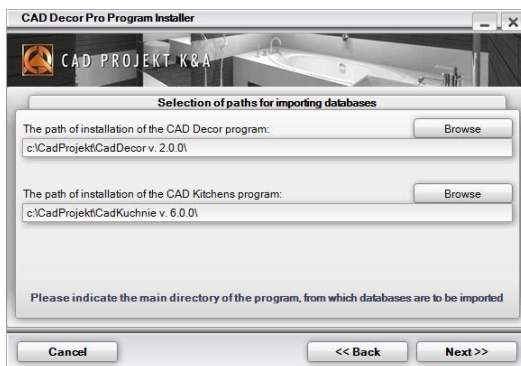 CAD Decor Pro Program Installer
CAD PROJEKT K&A
Selection of paths for importing databases
The path of installation of the CAD Decor program:
Browse
c:\CadProjekt\CadDecor v. 2.0.0\
The path of installation of the CAD Kitchens program:
Browse
c:\CadProjekt\CadKuchnie v. 6.0.0\
Please indicate the main directory of the program, from which databases are to be imported
Cancel
<< Back
Next >>